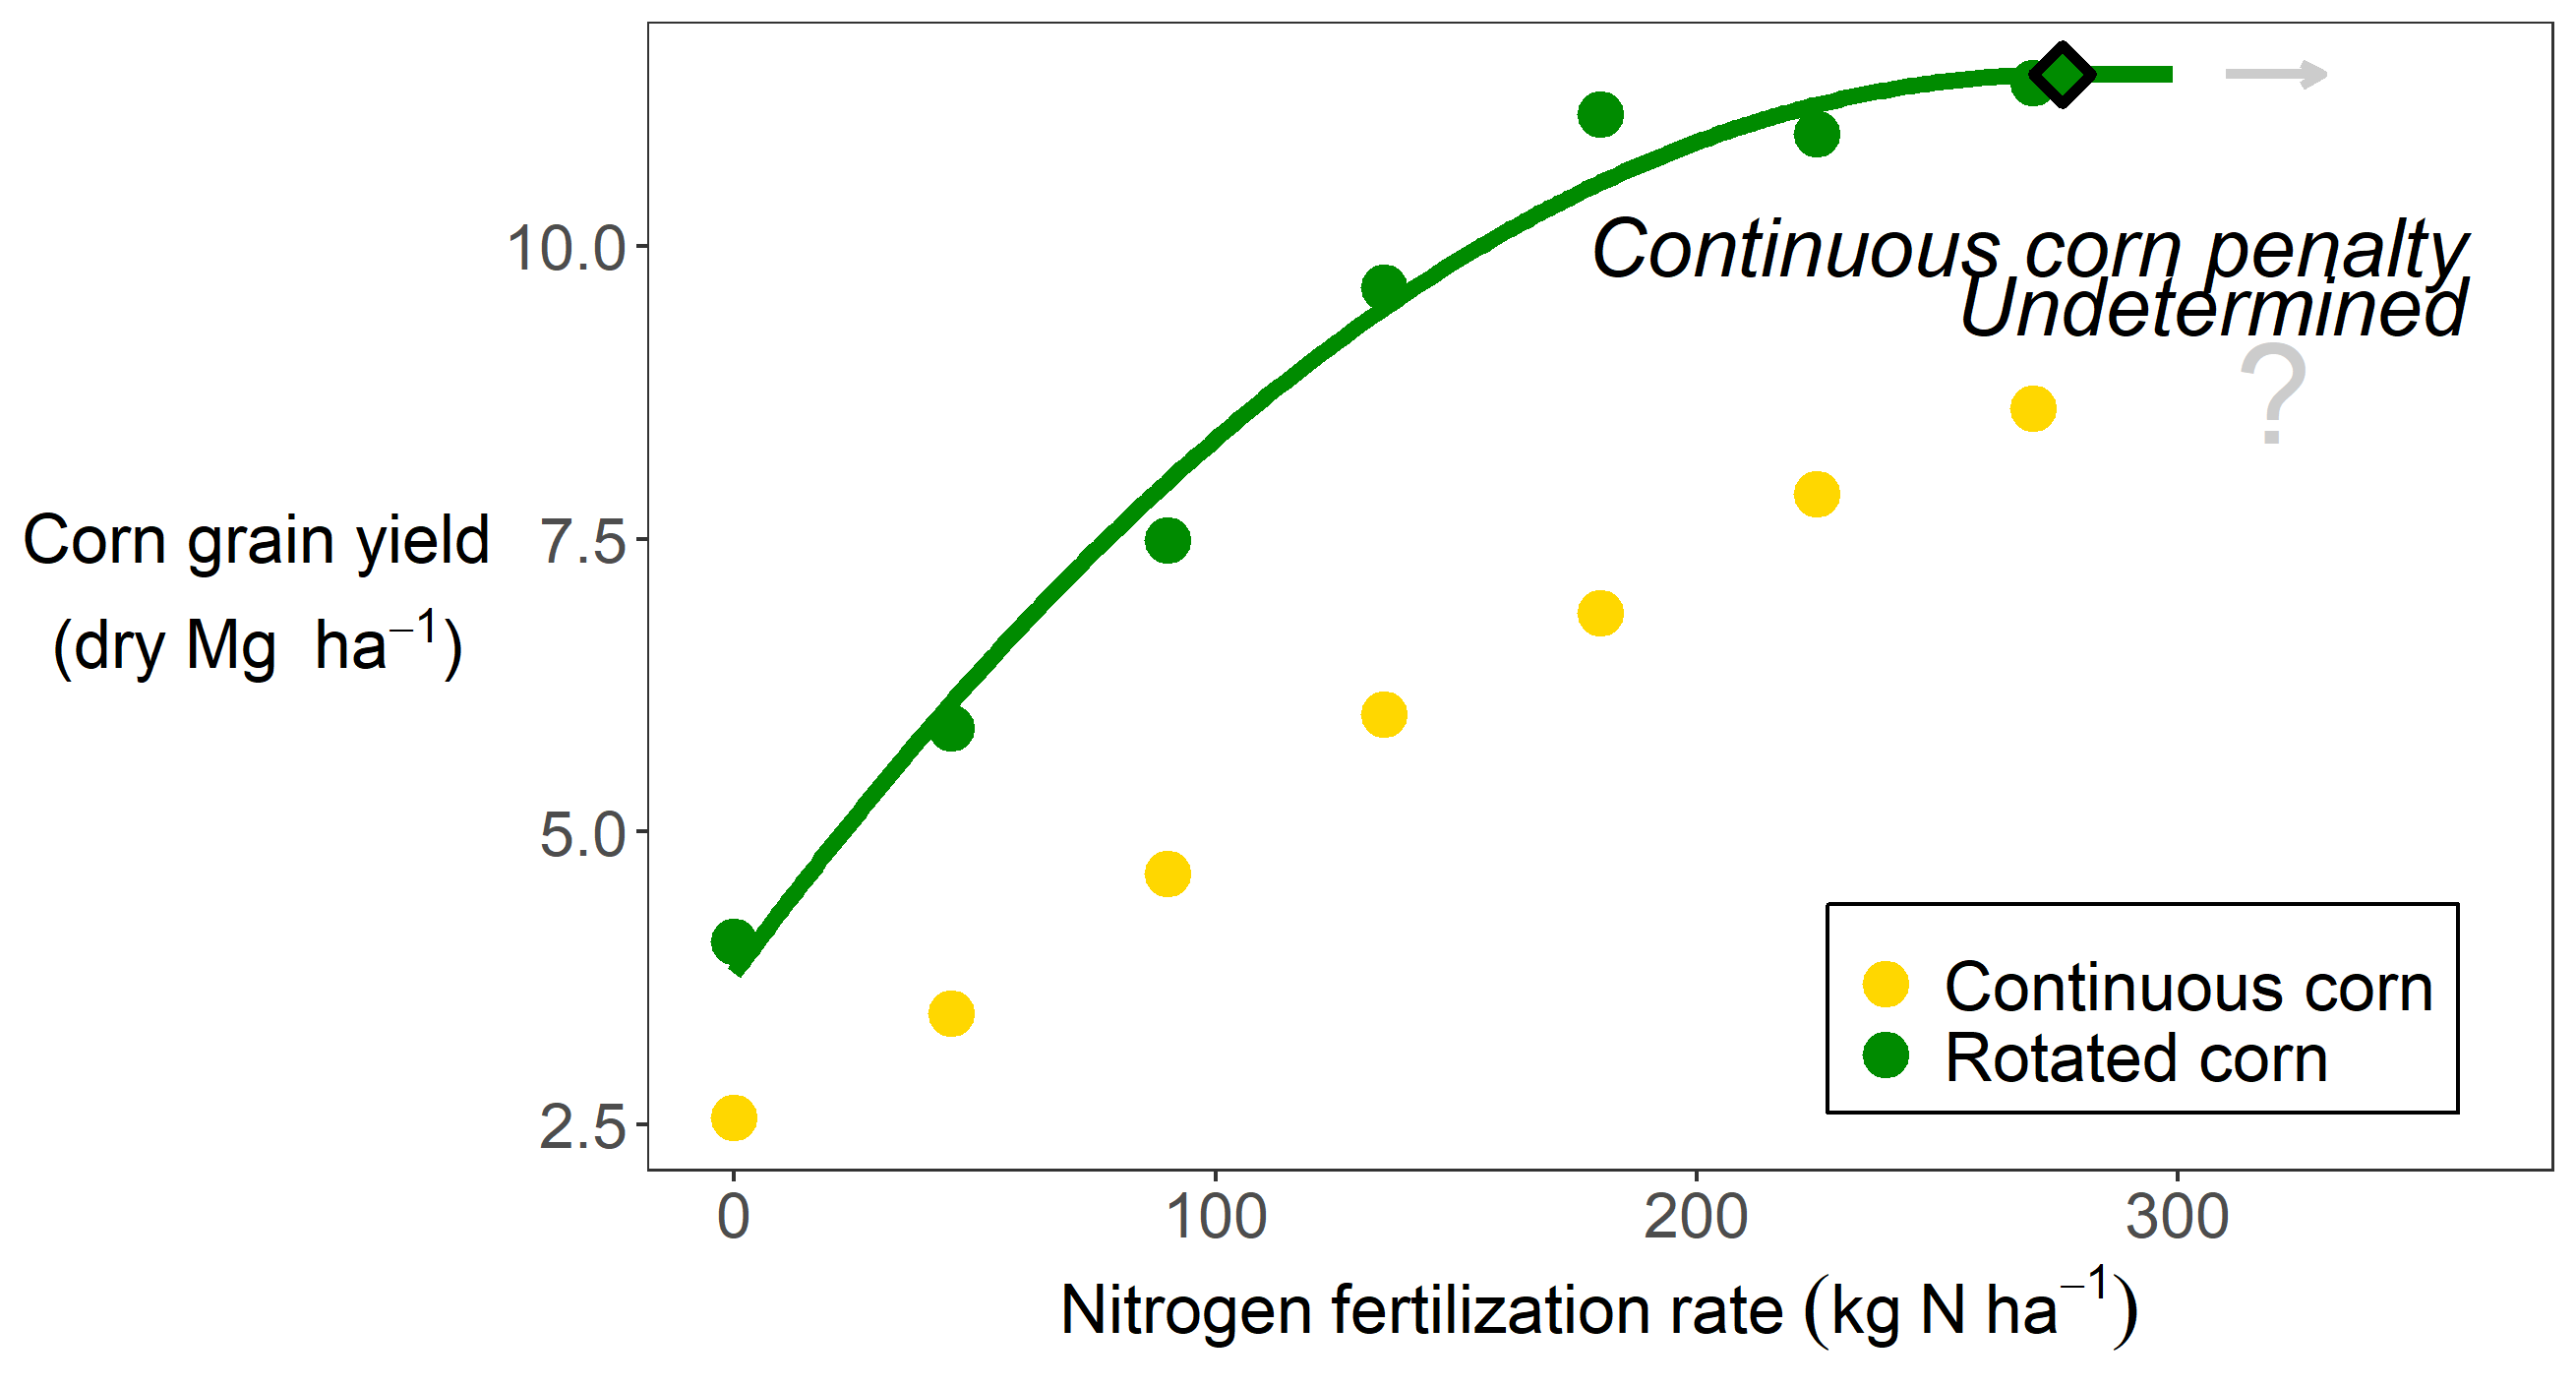 10.0
7.5
5.0
2.5
Corn grain yield
(dry Mg  ha⁻¹)
Continuous corn penalty
Undetermined
?
Continuous corn
Rotated corn
0 100 200 300
Nitrogen fertilization rate (kg N ha⁻¹)